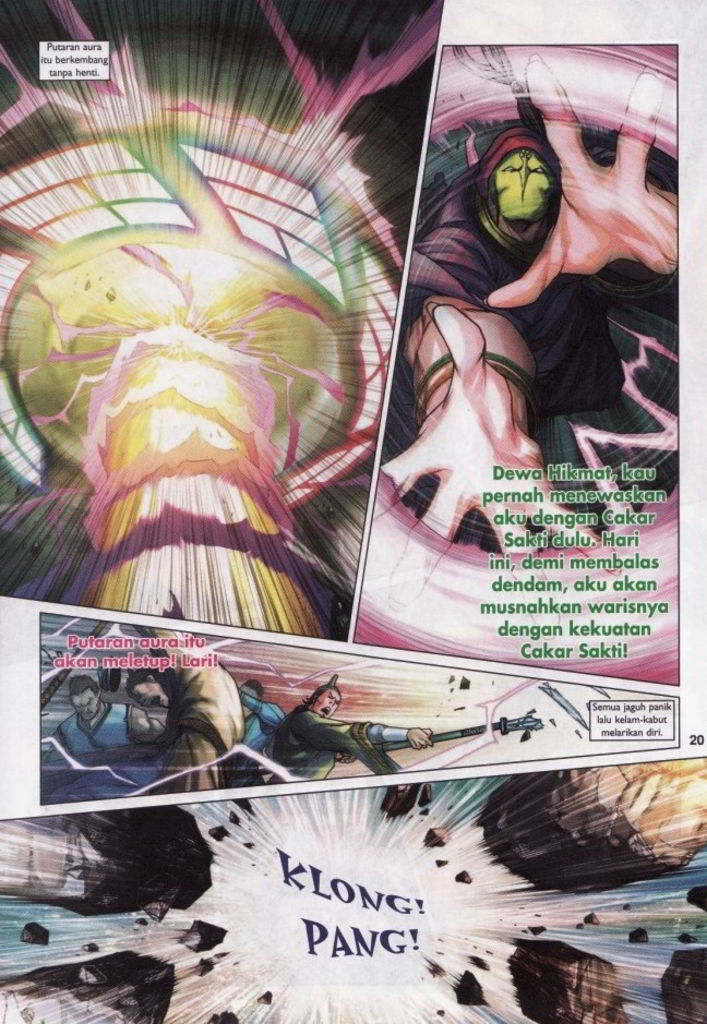 Putaran aura
itu berkembang
tanpa henti.
Dewa Hikmat, kau
pernah menewaskan
aku dengan Cakar
Sakti dulu. Hari
ini, demi membalas
dendam, aku akan
musnahkan warisnya
dengan kekuatan
Cakar Sakti!
Putaran aura itu
akan meletup! Lari!
Semua jaguh panik
lalu kelam-kabut
melarikan diri.
20
KLONG!
PANG!